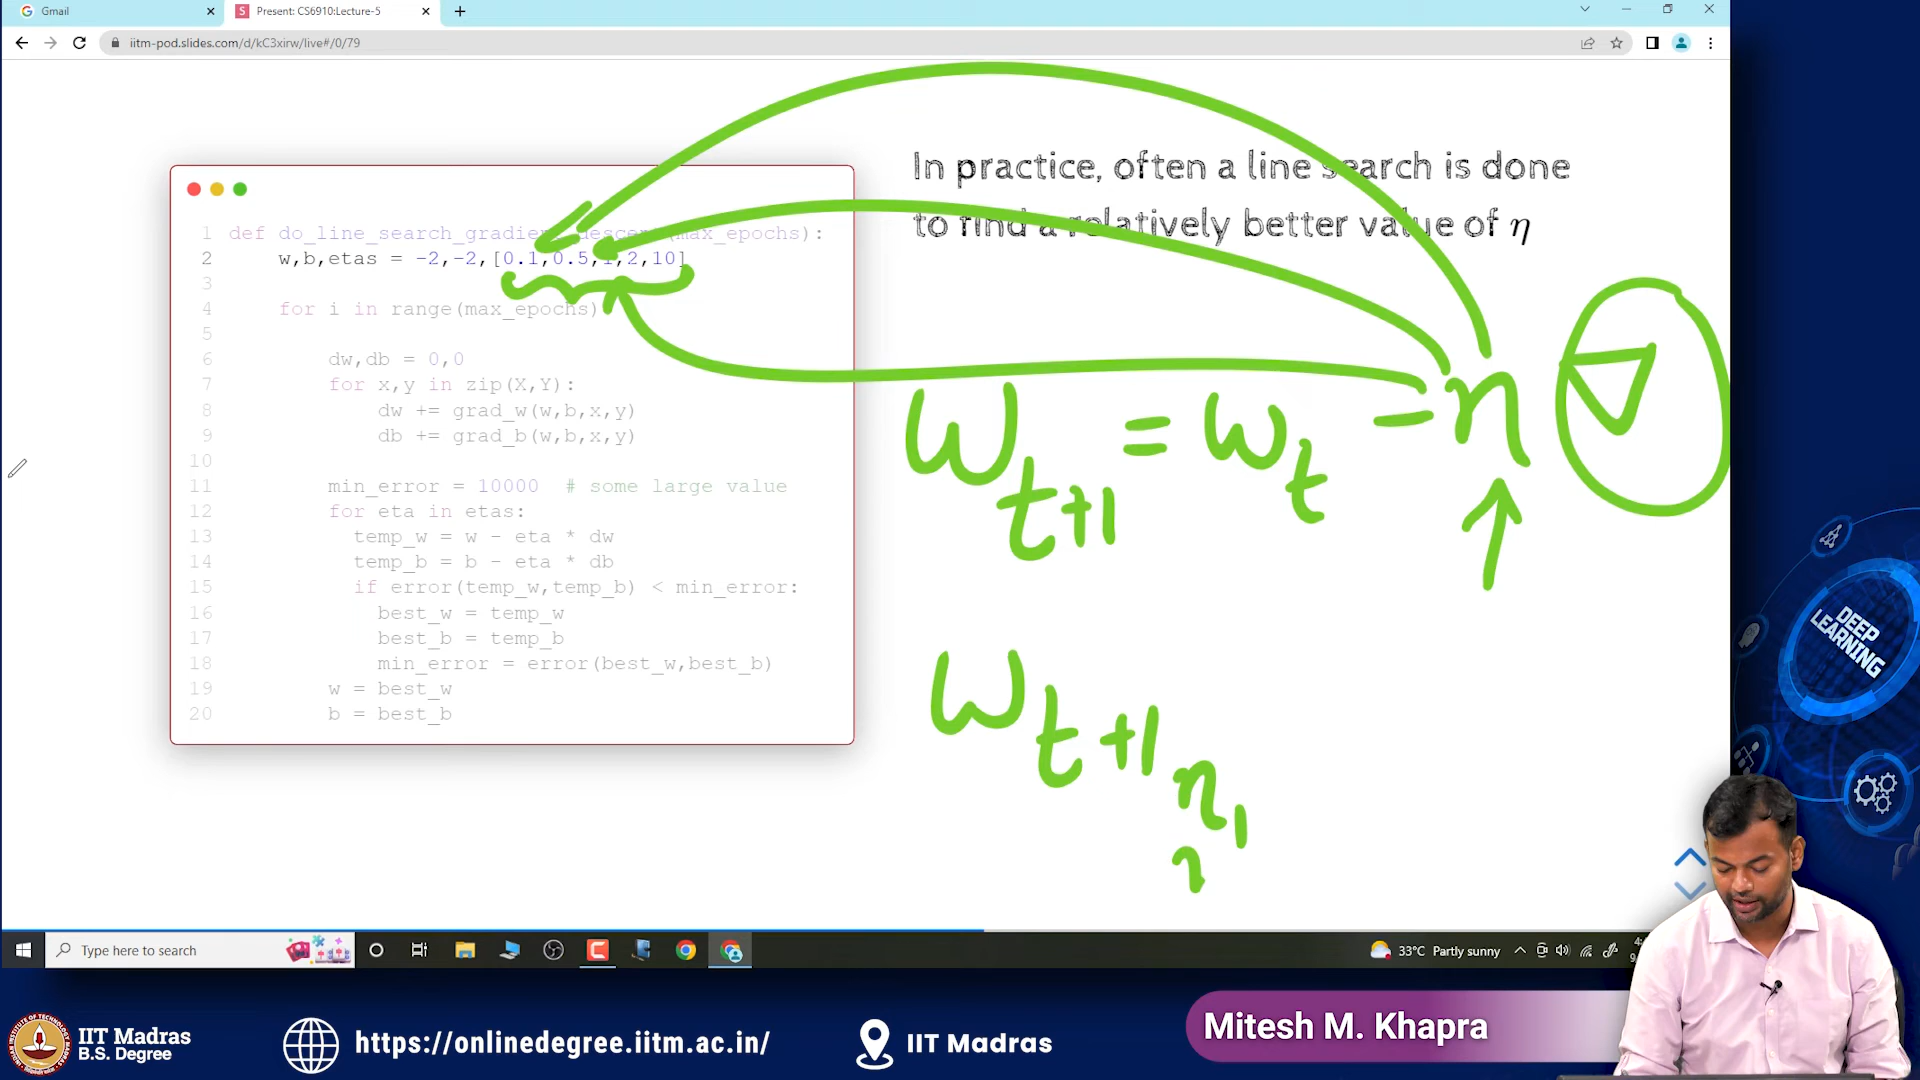 Gmail
Present: CS6910:Lecture-5
iitm-pod.slides.com/d/kC3xirw/live#/0/79
In practice, often a line search is done
to find a relatively better value of η
1 def do_line_search_gradient_descent(max_epochs):
2 w,b,etas = -2,-2,[0.1,0.5,1,2,10]
3
4 for i in range(max_epochs)
5
6 dw,db = 0,0
7 for x,y in zip(X,Y):
8 dw += grad_w(w,b,x,y)
9 db += grad_b(w,b,x,y)
10
11 min_error = 10000 # some large value
12 for eta in etas:
13 temp_w = w - eta * dw
14 temp_b = b - eta * db
15 if error(temp_w,temp_b) < min_error:
16 best_w = temp_w
17 best_b = temp_b
18 min_error = error(best_w,best_b)
19 w = best_w
20 b = best_b
w t+1 = w t - η ∇
w t+1 η 1
DEEP
LEARNING
Type here to search
33°C Partly sunny
IIT Madras
B.S. Degree
https://onlinedegree.iitm.ac.in/
IIT Madras
Mitesh M. Khapra